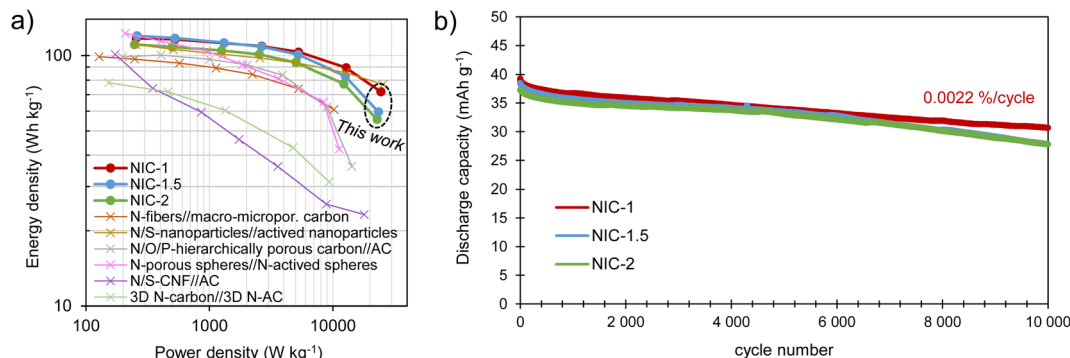 a)
Energy density (Wh kg⁻¹)
100
10
This work
NIC-1
NIC-1.5
NIC-2
N-fibers//macro-micropor. carbon
N/S-nanoparticles//actived nanoparticles
N/O/P-hierarchically porous carbon//AC
N-porous spheres//N-actived spheres
N/S-CNF//AC
3D N-carbon//3D N-AC
100 1000 10000
Power density (W kg⁻¹)
b)
Discharge capacity (mAh g⁻¹)
50
45
40
35
30
25
20
15
10
5
0
0.0022 %/cycle
NIC-1
NIC-1.5
NIC-2
0 2 000 4 000 6 000 8 000 10 000
cycle number